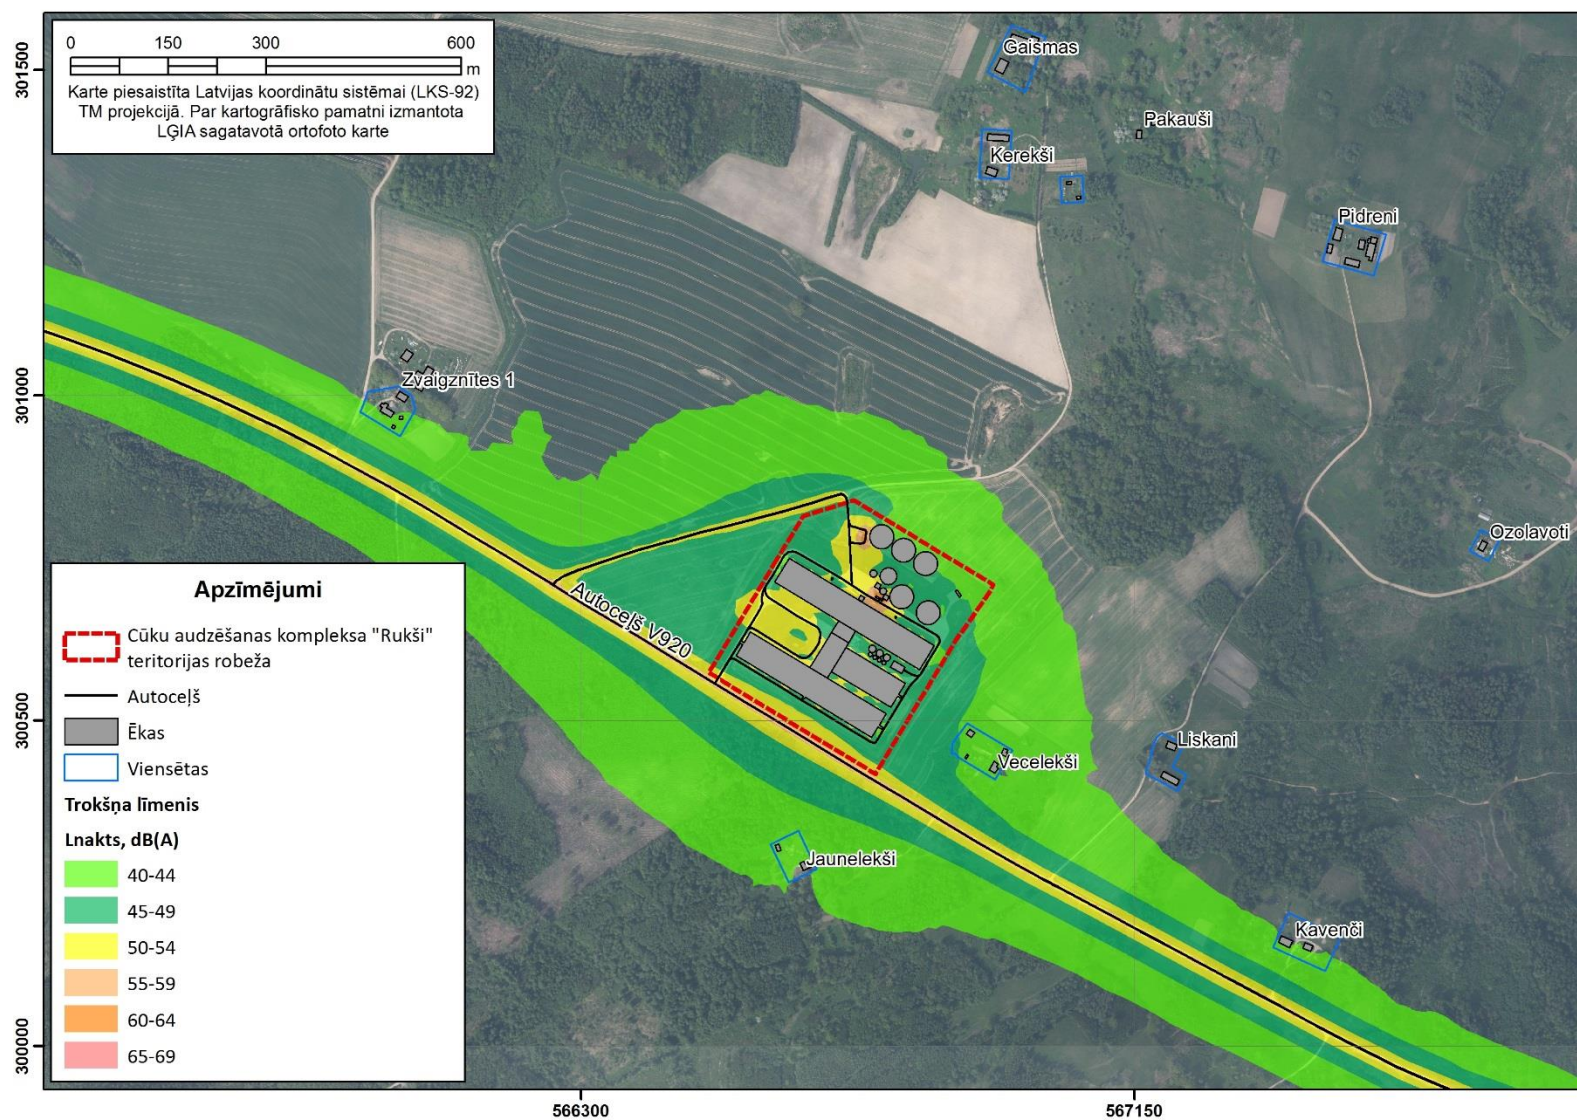 0 150 300 600
m
Karte piesaistīta Latvijas koordinātu sistēmai (LKS-92)
TM projekcijā. Par kartogrāfisko pamatni izmantota
LĢIA sagatavotā ortofoto karte
301500
301000
300500
300000
Gaismas
Pakauši
Kerekši
Pidreni
Zvaigznītes 1
Ozolavoti
Autoceļš V920
Liskani
Vecelekši
Jaunelekši
Kavenči
Apzīmējumi
Cūku audzēšanas kompleksa "Rukši"
teritorijas robeža
Autoceļš
Ēkas
Viensētas
Trokšņa līmenis
Lnakts, dB(A)
40-44
45-49
50-54
55-59
60-64
65-69
566300
567150